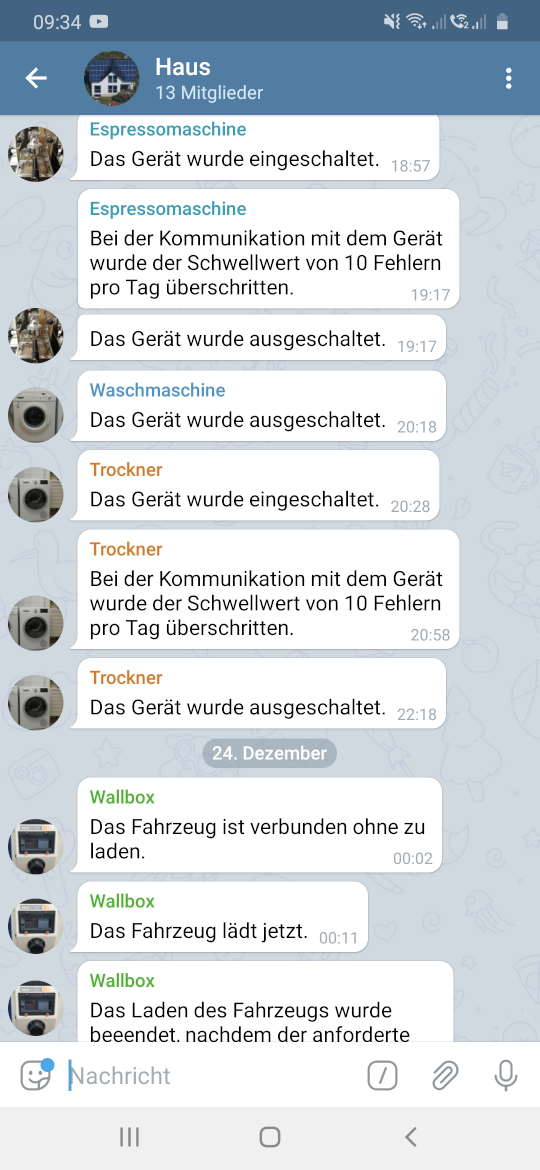 09:34
Haus
13 Mitglieder
Espressomaschine
Das Gerät wurde eingeschaltet. 18:57
Espressomaschine
Bei der Kommunikation mit dem Gerät
wurde der Schwellwert von 10 Fehlern
pro Tag überschritten.
19:17
Das Gerät wurde ausgeschaltet. 19:17
Waschmaschine
Das Gerät wurde ausgeschaltet. 20:18
Trockner
Das Gerät wurde eingeschaltet. 20:28
Trockner
Bei der Kommunikation mit dem Gerät
wurde der Schwellwert von 10 Fehlern
pro Tag überschritten.
20:58
Trockner
Das Gerät wurde ausgeschaltet. 22:18
24. Dezember
Wallbox
Das Fahrzeug ist verbunden ohne zu
laden.
00:02
Wallbox
Das Fahrzeug lädt jetzt. 00:11
Wallbox
Das Laden des Fahrzeugs wurde
beendet, nachdem der anforderte
Nachricht